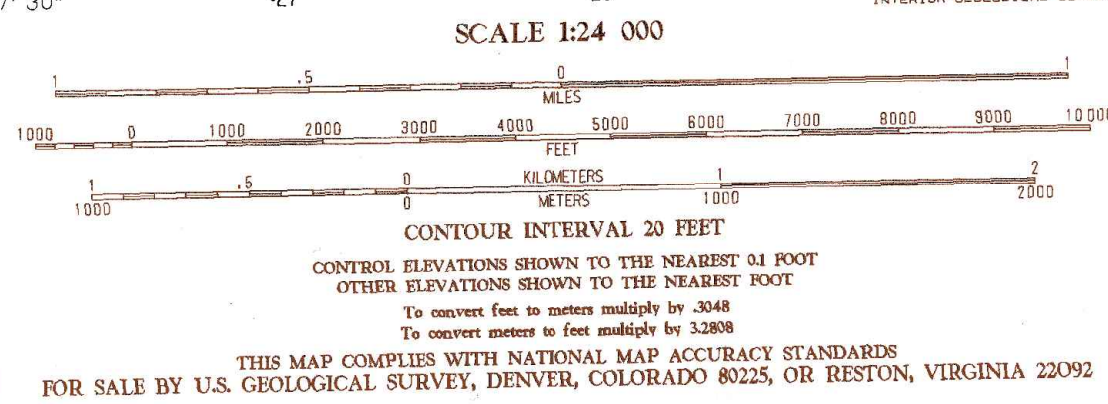 7' 30"
SCALE 1:24 000
1 .5 0 1
MILES
1000 0 1000 2000 3000 4000 5000 6000 7000 8000 9000 10 000
FEET
1 .5 0 KILOMETERS 1 2
1000 0 METERS 1000 2000
CONTOUR INTERVAL 20 FEET
CONTROL ELEVATIONS SHOWN TO THE NEAREST 0.1 FOOT
OTHER ELEVATIONS SHOWN TO THE NEAREST FOOT
To convert feet to meters multiply by .3048
To convert meters to feet multiply by 3.2808
THIS MAP COMPLIES WITH NATIONAL MAP ACCURACY STANDARDS
FOR SALE BY U.S. GEOLOGICAL SURVEY, DENVER, COLORADO 80225, OR RESTON, VIRGINIA 22092